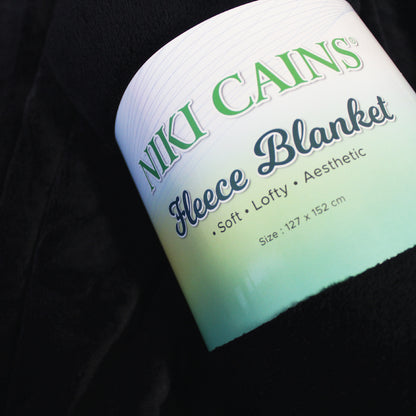 NIKI CAINS®
Fleece Blanket
• Soft • Lofty • Aesthetic
Size : 127 x 152 cm